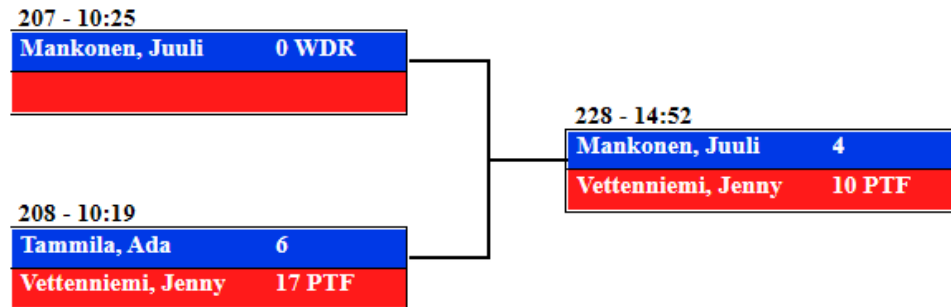 207 - 10:25
Mankonen, Juuli 0 WDR
208 - 10:19
Tammila, Ada 6
Vettenniemi, Jenny 17 PTF
228 - 14:52
Mankonen, Juuli 4
Vettenniemi, Jenny 10 PTF